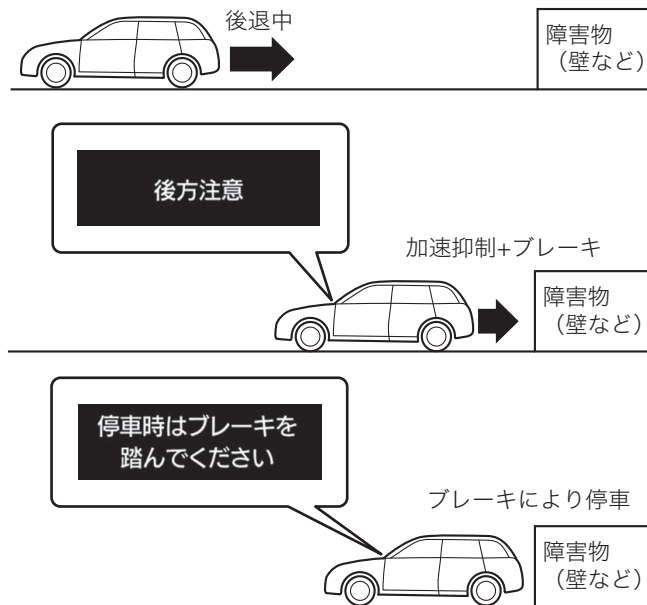 後退中
障害物
（壁など）
後方注意
加速抑制+ブレーキ
障害物
（壁など）
停車時はブレーキを
踏んでください
ブレーキにより停車
障害物
（壁など）